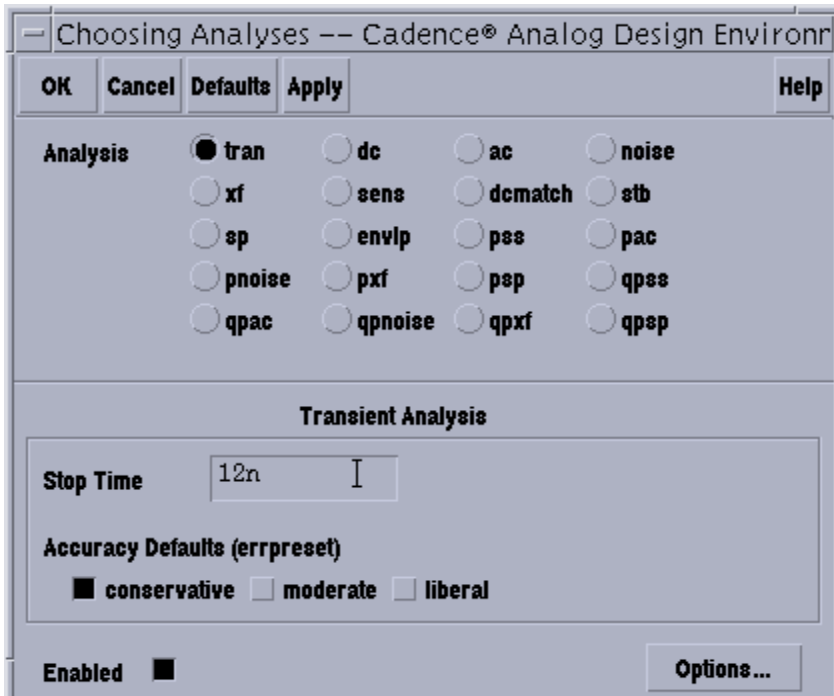 Choosing Analyses -- Cadence® Analog Design Environm
OK Cancel Defaults Apply Help
Analysis tran dc ac noise
xf sens dcmatch stb
sp envlp pss pac
pnoise pxf psp qpss
qpac qpnoise qpxf qpsp
Transient Analysis
Stop Time 12n
Accuracy Defaults (errpreset)
conservative moderate liberal
Enabled Options...